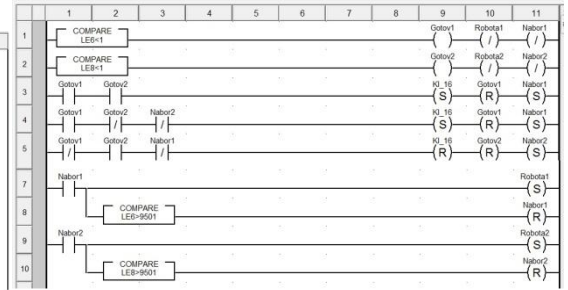 1 2 3 4 5 6 7 8 9 10 11
1 COMPARE LE6<1 Gotov1 Robota1 Nabor1
( ) (/) (/)
2 COMPARE LE8<1 Gotov2 Robota2 Nabor2
( ) (/) (/)
3 Gotov1 Gotov2 KI_16 Gotov1 Nabor1
(S) (R) (S)
4 Gotov1 Gotov2 Nabor2 KI_16 Gotov1 Nabor1
/ / (S) (R) (S)
5 Gotov1 Gotov2 Nabor1 KI_16 Gotov2 Nabor2
/ / (R) (R) (S)
7 Nabor1 Robota1
(S)
8 COMPARE LE6>9501 Nabor1
(R)
9 Nabor2 Robota2
(S)
10 COMPARE LE8>9501 Nabor2
(R)